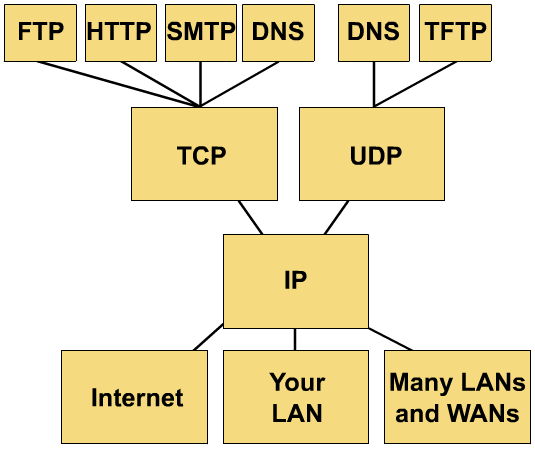 FTP
HTTP
SMTP
DNS
DNS
TFTP
TCP
UDP
IP
Internet
Your
LAN
Many LANs
and WANs